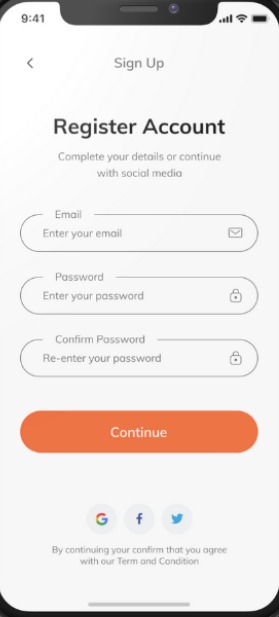 9:41
Sign Up
Register Account
Complete your details or continue
with social media
Email
Enter your email
Password
Enter your password
Confirm Password
Re-enter your password
Continue
By continuing your confirm that you agree
with our Term and Condition